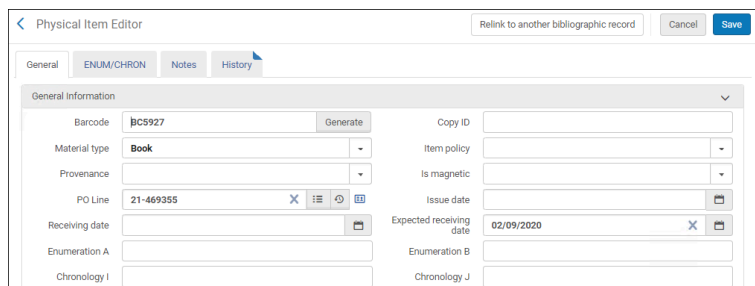 Physical Item Editor Relink to another bibliographic record Cancel Save
General ENUM/CHRON Notes History
General Information
Barcode BC5927 Generate Copy ID
Material type Book Item policy
Provenance Is magnetic
PO Line 21-469355 Issue date
Receiving date Expected receiving date 02/09/2020
Enumeration A Enumeration B
Chronology I Chronology J